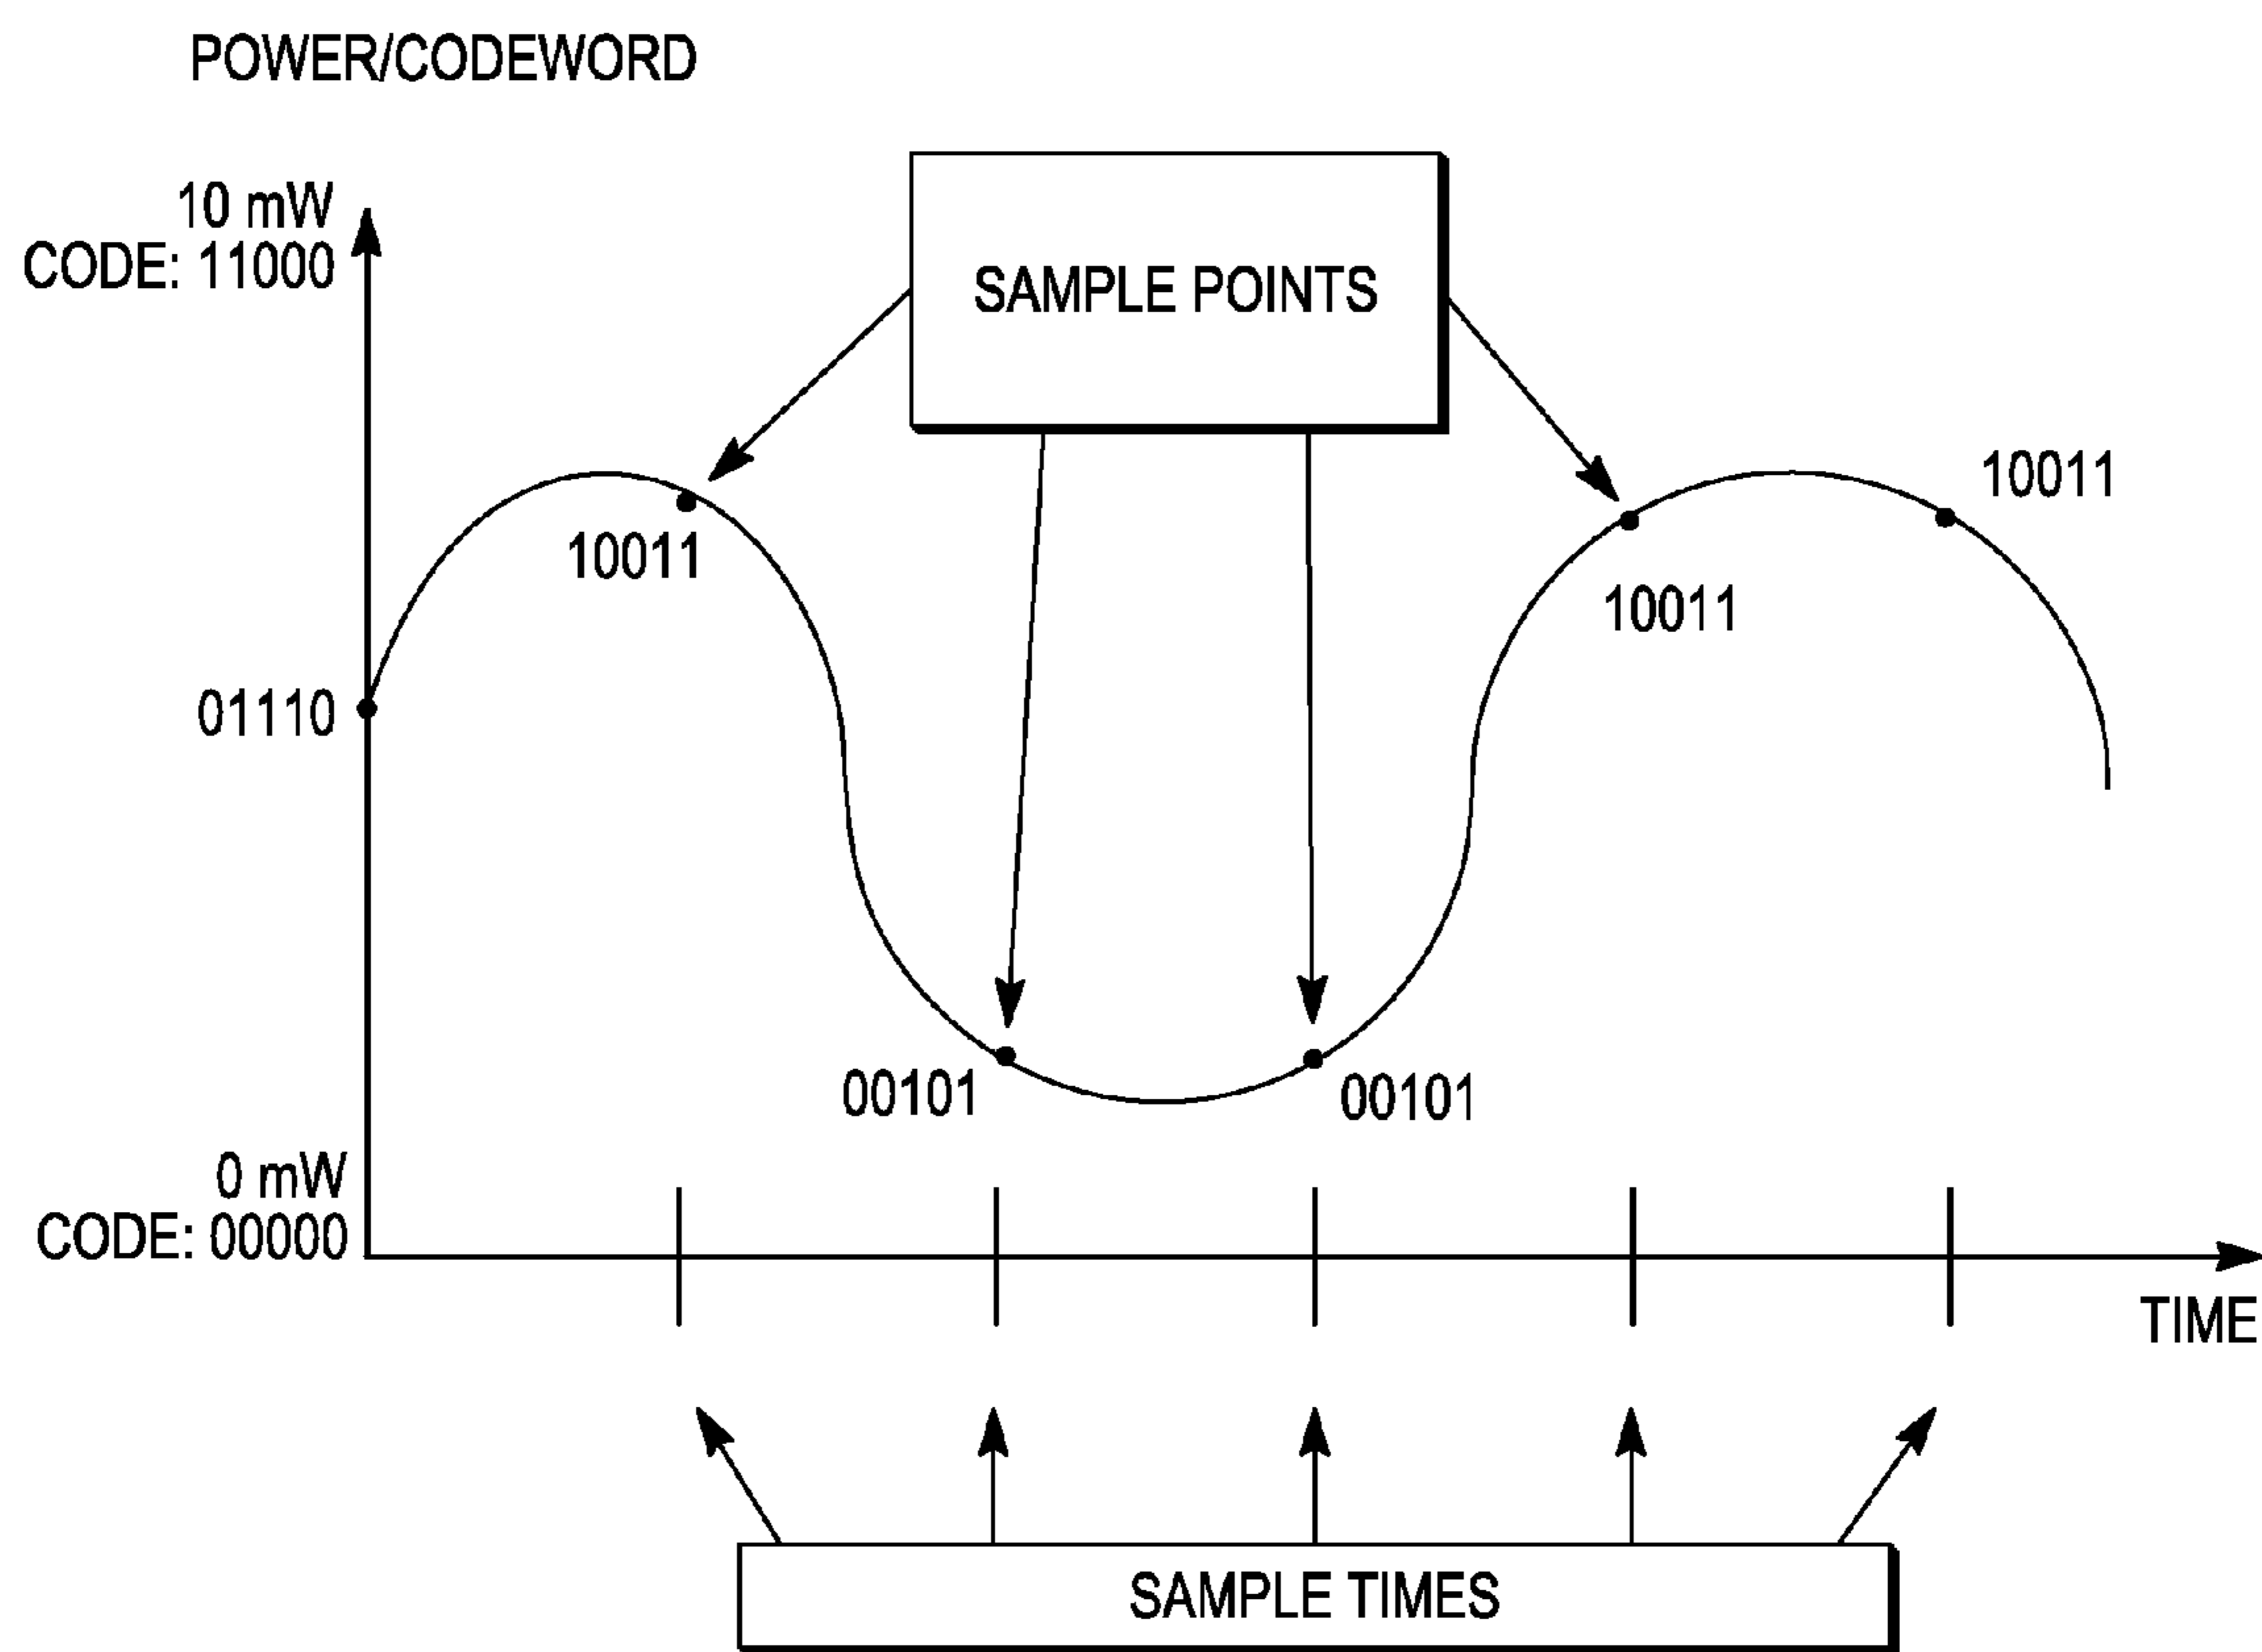 POWER/CODEWORD
10 mW
CODE: 11000
SAMPLE POINTS
10011
10011
10011
01110
00101
00101
0 mW
CODE: 00000
TIME
SAMPLE TIMES